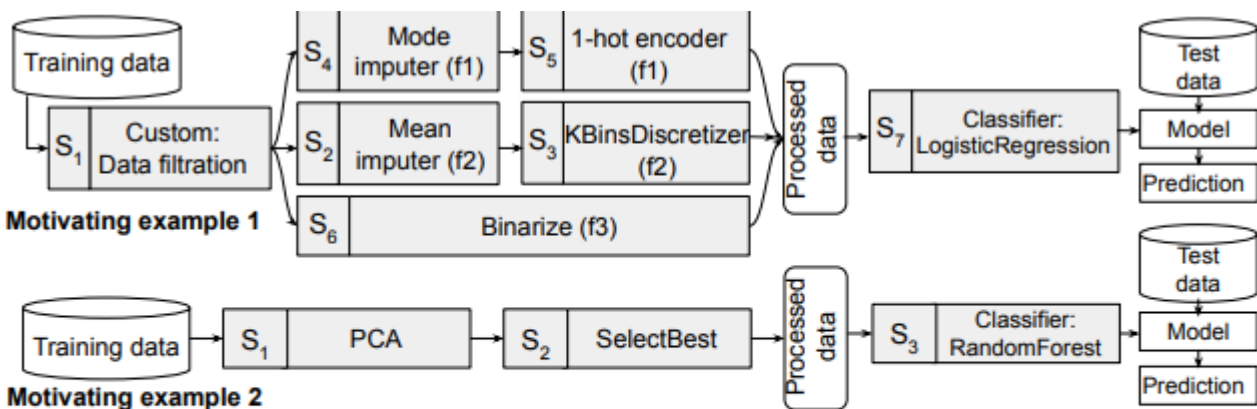 Training data
S1
Custom:
Data filtration
S4
Mode
imputer (f1)
S5
1-hot encoder
(f1)
S2
Mean
imputer (f2)
S3
KBinsDiscretizer
(f2)
S6
Binarize (f3)
Processed
data
S7
Classifier:
LogisticRegression
Test
data
Model
Prediction
Motivating example 1
Training data
S1
PCA
S2
SelectBest
Processed
data
S3
Classifier:
RandomForest
Test
data
Model
Prediction
Motivating example 2